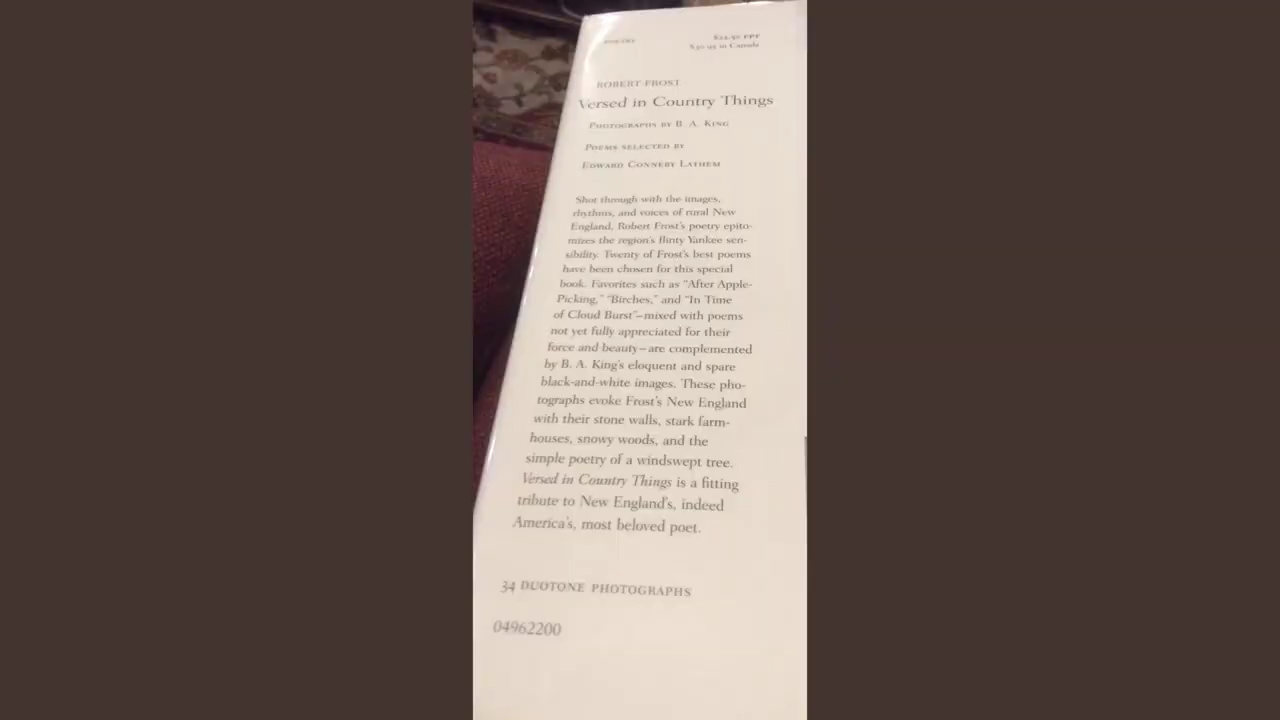 POETRY
PPP
in Canada
ROBERT FROST
Versed in Country Things
PHOTOGRAPHS BY B. A. KING
POEMS SELECTED BY
EDWARD CONNERY LATHEM
Shot through with the images,
rhythms, and voices of rural New
England, Robert Frost's poetry epito-
mizes the region's flinty Yankee sen-
sibility. Twenty of Frost's best poems
have been chosen for this special
book. Favorites such as "After Apple-
Picking," "Birches," and "In Time
of Cloud Burst"—mixed with poems
not yet fully appreciated for their
force and beauty—are complemented
by B. A. King's eloquent and spare
black-and-white images. These pho-
tographs evoke Frost's New England
with their stone walls, stark farm-
houses, snowy woods, and the
simple poetry of a windswept tree.
Versed in Country Things is a fitting
tribute to New England's, indeed
America's, most beloved poet.
34 DUOTONE PHOTOGRAPHS
04962200